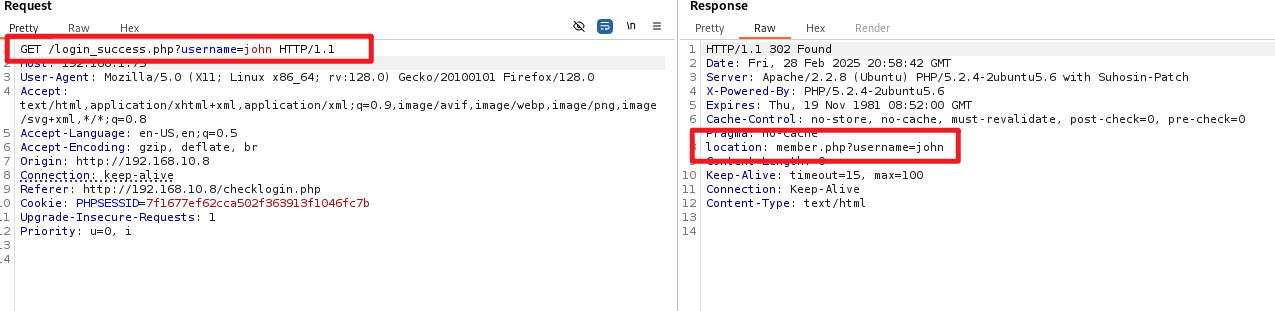 Request
Pretty Raw Hex
\n
1 GET /login_success.php?username=john HTTP/1.1
2
3 User-Agent: Mozilla/5.0 (X11; Linux x86_64; rv:128.0) Gecko/20100101 Firefox/128.0
4 Accept:
text/html,application/xhtml+xml,application/xml;q=0.9,image/avif,image/webp,image/png,image
/svg+xml,*/*;q=0.8
5 Accept-Language: en-US,en;q=0.5
6 Accept-Encoding: gzip, deflate, br
7 Origin: http://192.168.10.8
8 Connection: keep-alive
9 Referer: http://192.168.10.8/checklogin.php
10 Cookie: PHPSESSID=7f1677ef62cca502f363913f1046fc7b
11 Upgrade-Insecure-Requests: 1
12 Priority: u=0, i
13
14
Response
Pretty Raw Hex Render
1 HTTP/1.1 302 Found
2 Date: Fri, 28 Feb 2025 20:58:42 GMT
3 Server: Apache/2.2.8 (Ubuntu) PHP/5.2.4-2ubuntu5.6 with Suhosin-Patch
4 X-Powered-By: PHP/5.2.4-2ubuntu5.6
5 Expires: Thu, 19 Nov 1981 08:52:00 GMT
6 Cache-Control: no-store, no-cache, must-revalidate, post-check=0, pre-check=0
Pragma: no-cache
location: member.php?username=john
9 Content-Length: 0
10 Keep-Alive: timeout=15, max=100
11 Connection: Keep-Alive
12 Content-Type: text/html
13
14